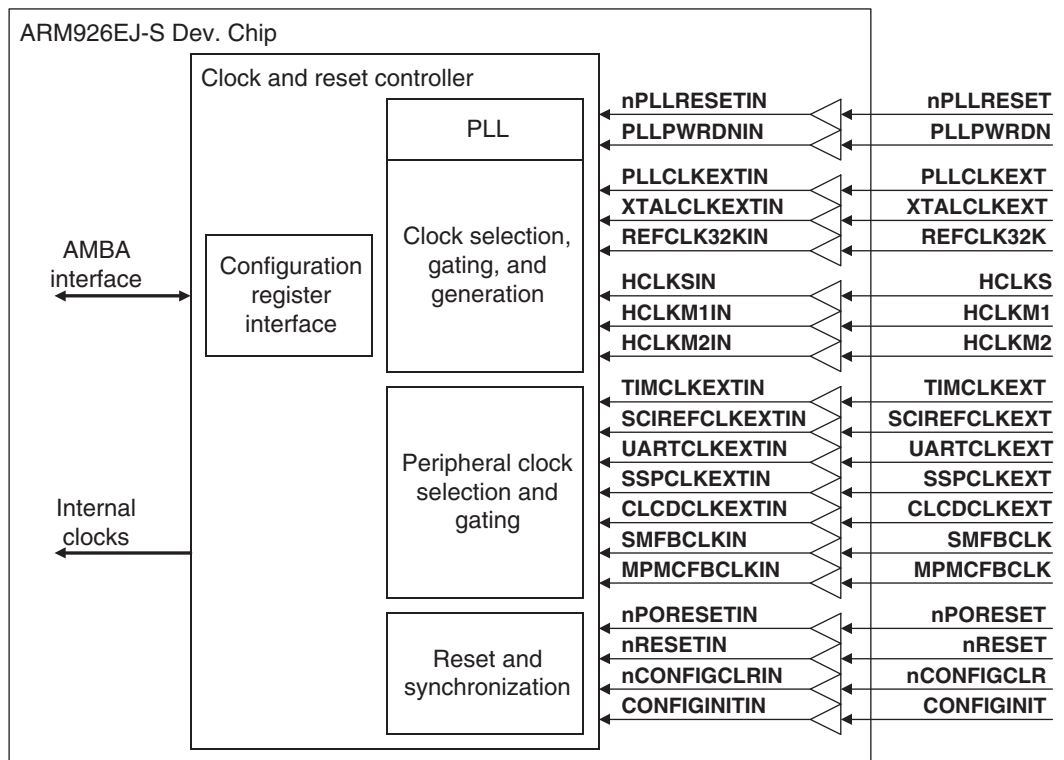 ARM926EJ-S Dev. Chip
Clock and reset controller
PLL
Clock selection,
gating, and
generation
Configuration
register
interface
Peripheral clock
selection and
gating
Reset and
synchronization
AMBA
interface
Internal
clocks
nPLLRESETIN nPLLRESET
PLLPWRDNIN PLLPWRDN
PLLCLKEXTIN PLLCLKEXT
XTALCLKEXTIN XTALCLKEXT
REFCLK32KIN REFCLK32K
HCLKSIN HCLKS
HCLKM1IN HCLKM1
HCLKM2IN HCLKM2
TIMCLKEXTIN TIMCLKEXT
SCIREFCLKEXTIN SCIREFCLKEXT
UARTCLKEXTIN UARTCLKEXT
SSPCLKEXTIN SSPCLKEXT
CLCDCLKEXTIN CLCDCLKEXT
SMFBCLKIN SMFBCLK
MPMCFBCLKIN MPMCFBCLK
nPORESETIN nPORESET
nRESETIN nRESET
nCONFIGCLRIN nCONFIGCLR
CONFIGINITIN CONFIGINIT